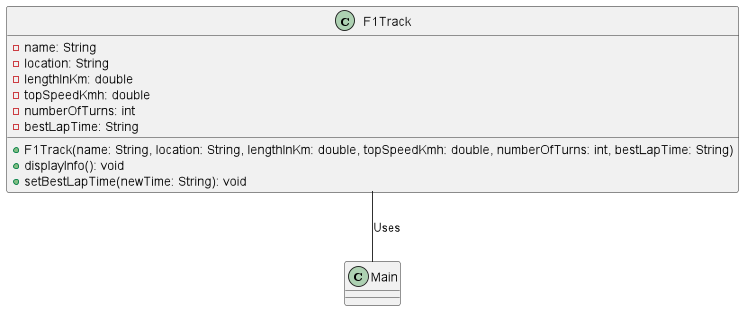 C F1Track
name: String
location: String
lengthInKm: double
topSpeedKmh: double
numberOfTurns: int
bestLapTime: String
F1Track(name: String, location: String, lengthInKm: double, topSpeedKmh: double, numberOfTurns: int, bestLapTime: String)
displayInfo(): void
setBestLapTime(newTime: String): void
Uses
C Main